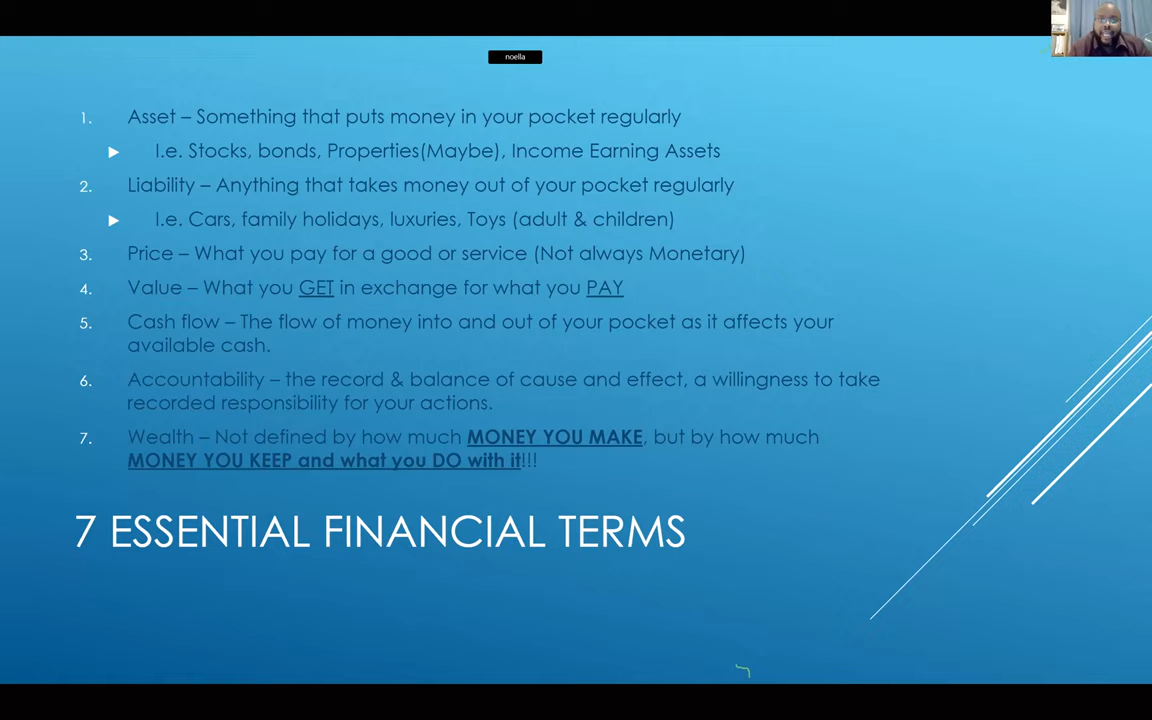 noella
1. Asset – Something that puts money in your pocket regularly
I.e. Stocks, bonds, Properties(Maybe), Income Earning Assets
2. Liability – Anything that takes money out of your pocket regularly
I.e. Cars, family holidays, luxuries, Toys (adult & children)
3. Price – What you pay for a good or service (Not always Monetary)
4. Value – What you GET in exchange for what you PAY
5. Cash flow – The flow of money into and out of your pocket as it affects your
available cash.
6. Accountability – the record & balance of cause and effect, a willingness to take
recorded responsibility for your actions.
7. Wealth – Not defined by how much MONEY YOU MAKE, but by how much
MONEY YOU KEEP and what you DO with it!!!
7 ESSENTIAL FINANCIAL TERMS